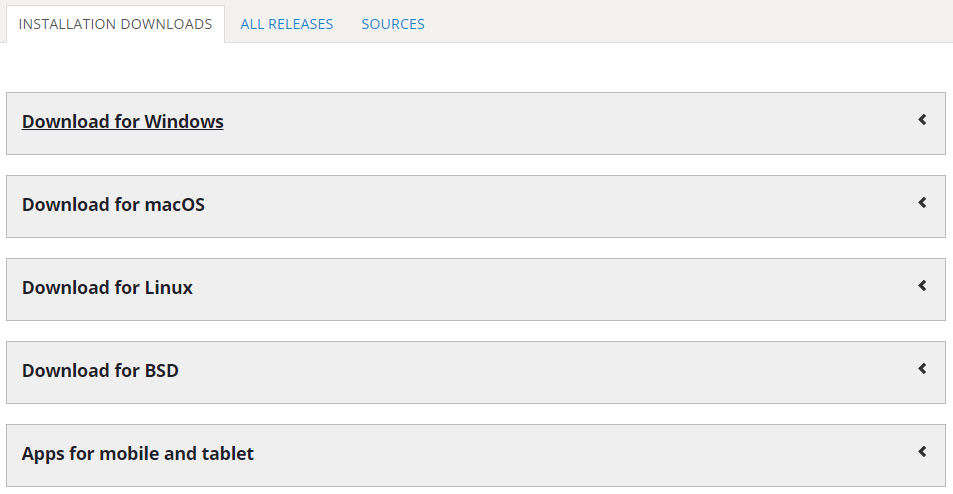 INSTALLATION DOWNLOADS ALL RELEASES SOURCES
Download for Windows
Download for macOS
Download for Linux
Download for BSD
Apps for mobile and tablet